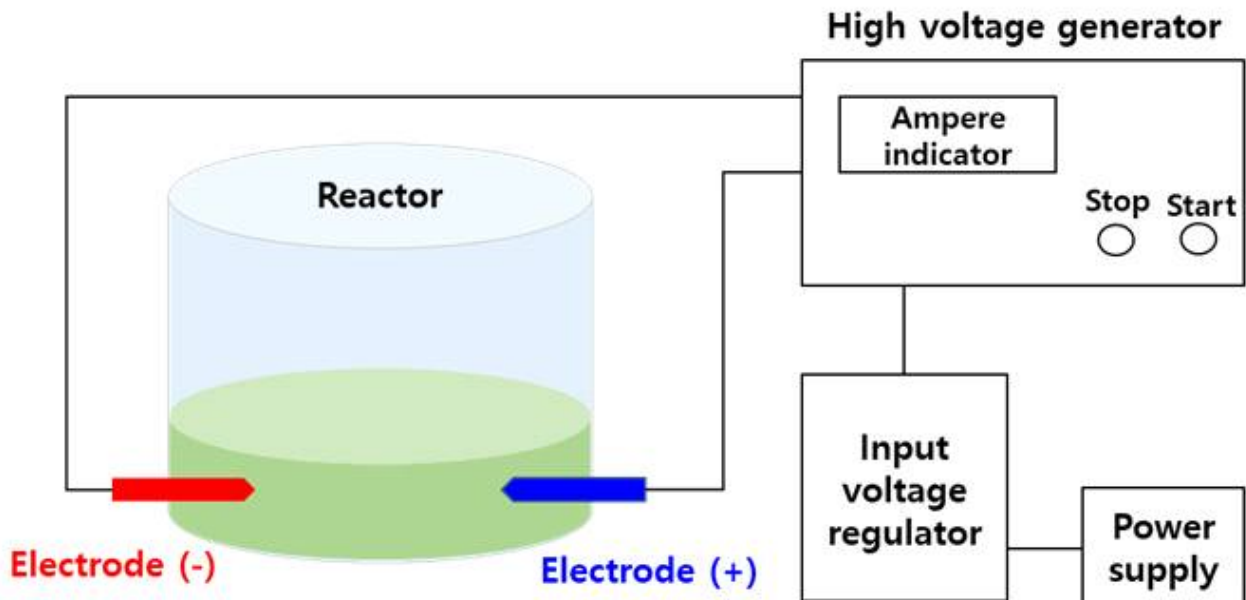 High voltage generator
Ampere
indicator
Reactor
Stop
Start
Input
voltage
regulator
Power
supply
Electrode (-)
Electrode (+)